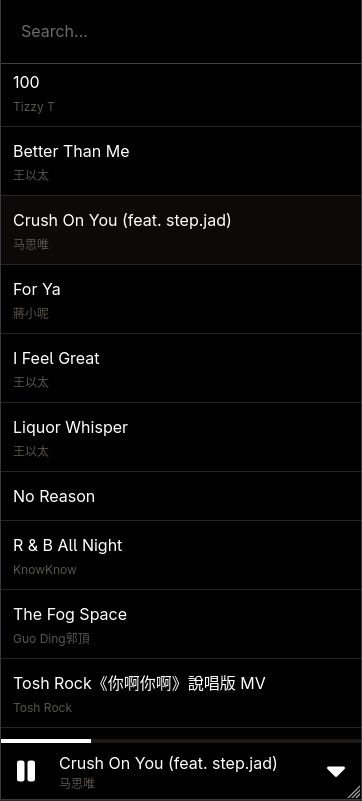 Search...
100
Tizzy T
Better Than Me
王以太
Crush On You (feat. step.jad)
马思唯
For Ya
蔣小呢
I Feel Great
王以太
Liquor Whisper
王以太
No Reason
R & B All Night
KnowKnow
The Fog Space
Guo Ding郭頂
Tosh Rock《你啊你啊》說唱版 MV
Tosh Rock
Crush On You (feat. step.jad)
马思唯